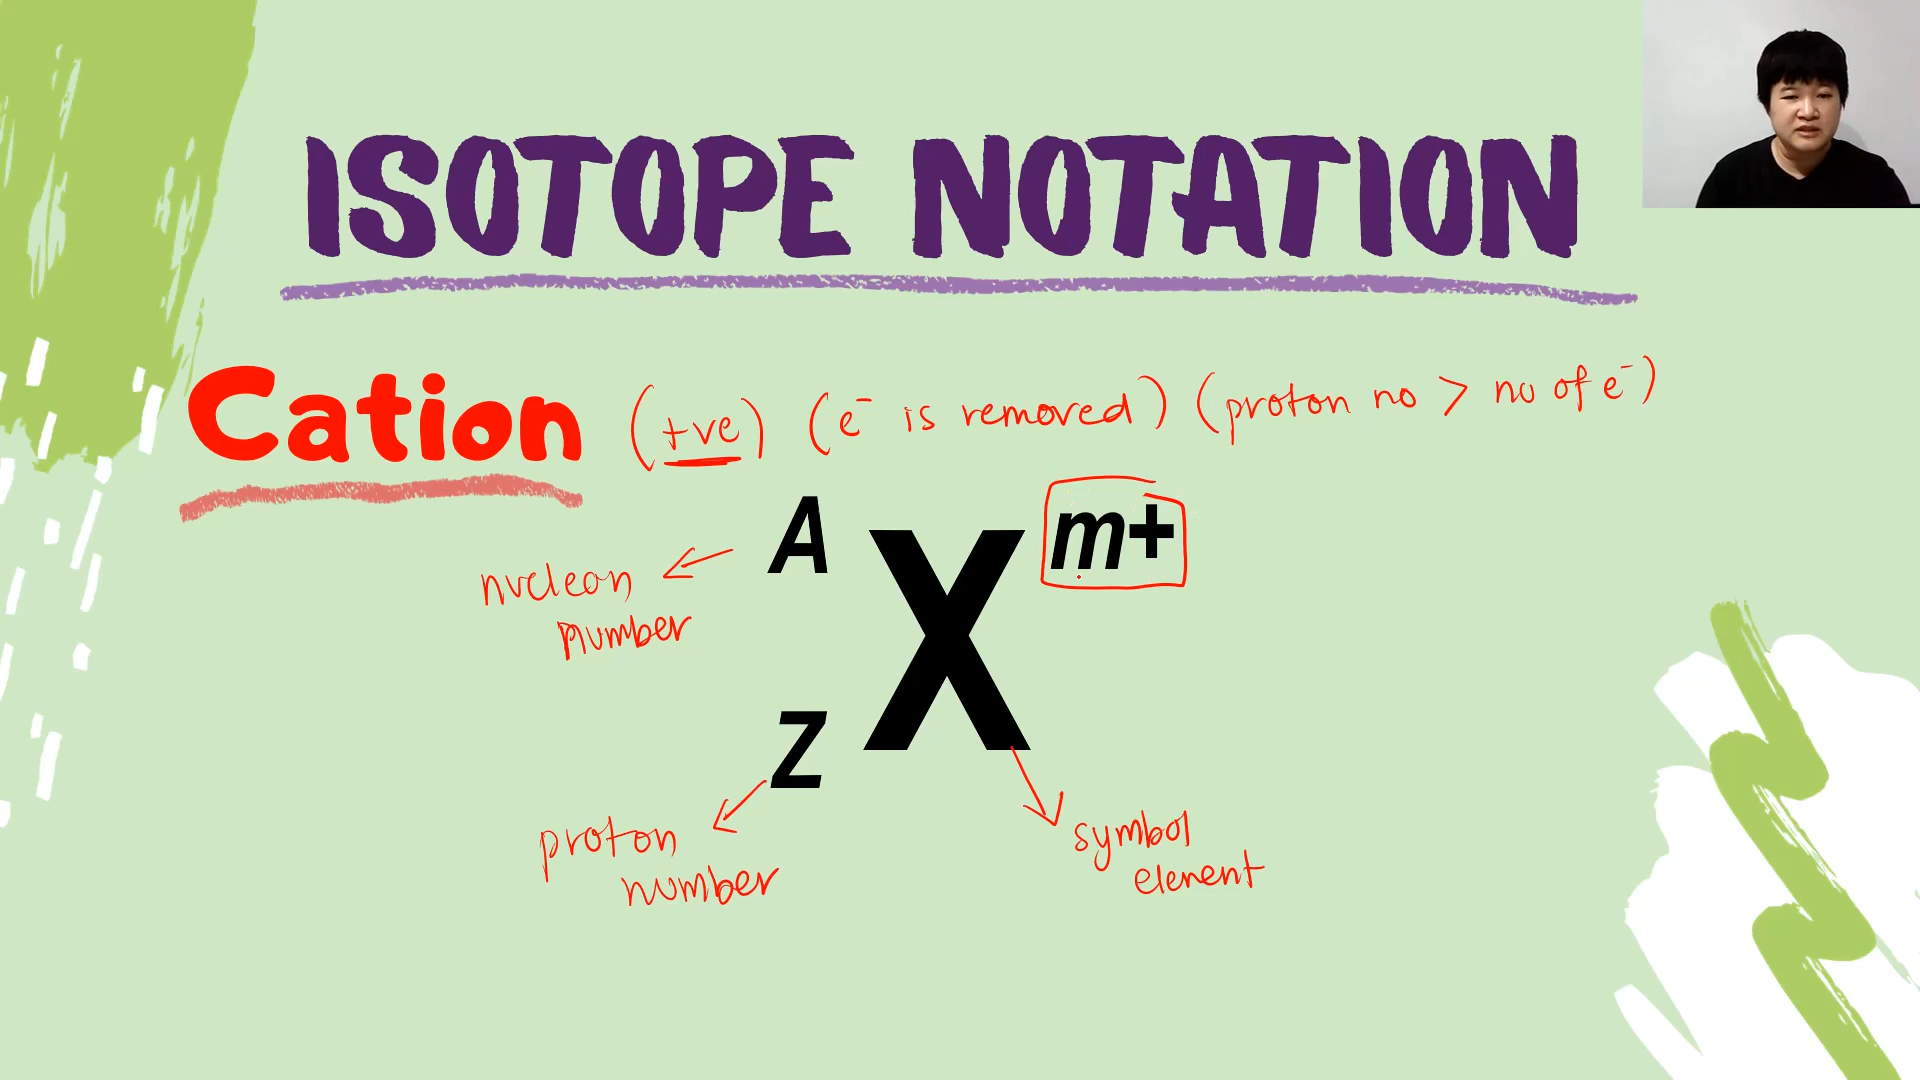 ISOTOPE NOTATION
Cation (+ve) (e⁻ is removed) (proton no > no of e⁻)
A X m+
nucleon
number
Z
proton
number
symbol
element